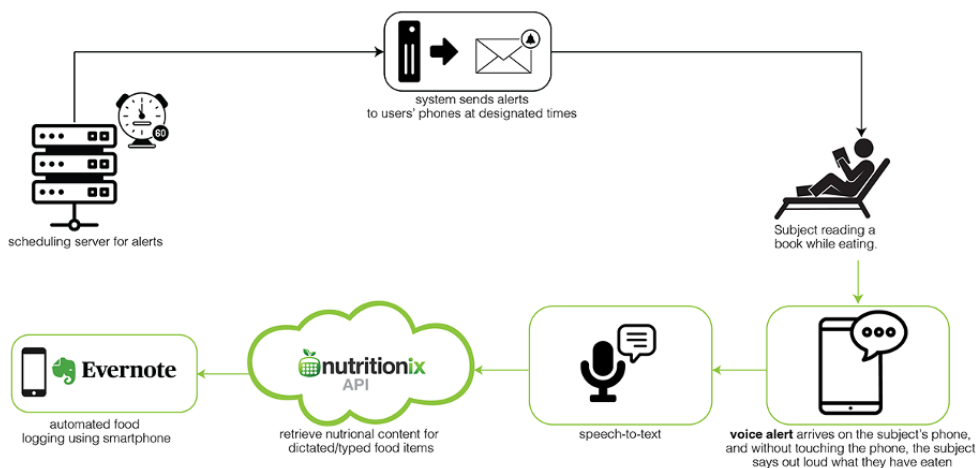 system sends alerts
to users' phones at designated times
60
scheduling server for alerts
Subject reading a
book while eating.
Evernote
automated food
logging using smartphone
nutritionix
API
retrieve nutrional content for
dictated/typed food items
speech-to-text
voice alert arrives on the subject's phone,
and without touching the phone, the subject
says out loud what they have eaten